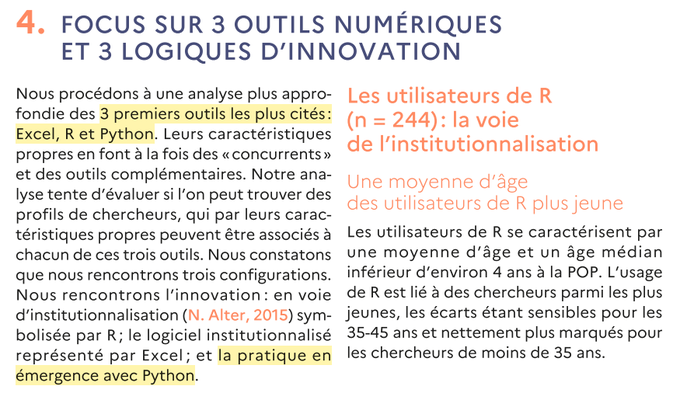 4. FOCUS SUR 3 OUTILS NUMÉRIQUES
ET 3 LOGIQUES D’INNOVATION
Nous procédons à une analyse plus appro-
fondie des 3 premiers outils les plus cités :
Excel, R et Python. Leurs caractéristiques
propres en font à la fois des « concurrents »
et des outils complémentaires. Notre ana-
lyse tente d’évaluer si l’on peut trouver des
profils de chercheurs, qui par leurs carac-
téristiques propres peuvent être associés à
chacun de ces trois outils. Nous constatons
que nous rencontrons trois configurations.
Nous rencontrons l’innovation : en voie
d’institutionnalisation (N. Alter, 2015) sym-
bolisée par R ; le logiciel institutionnalisé
représenté par Excel ; et la pratique en
émergence avec Python.
Les utilisateurs de R
(n = 244) : la voie
de l’institutionnalisation
Une moyenne d’âge
des utilisateurs de R plus jeune
Les utilisateurs de R se caractérisent par
une moyenne d’âge et un âge médian
inférieur d’environ 4 ans à la POP. L’usage
de R est lié à des chercheurs parmi les plus
jeunes, les écarts étant sensibles pour les
35-45 ans et nettement plus marqués pour
les chercheurs de moins de 35 ans.